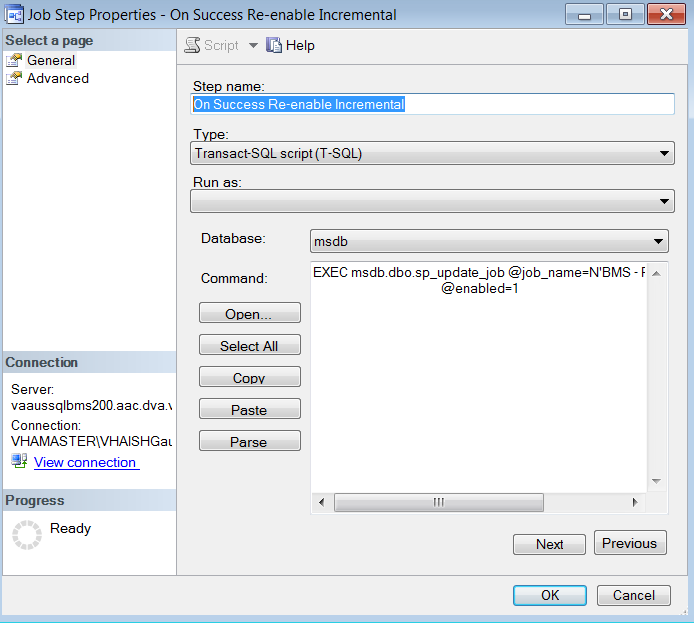 Job Step Properties - On Success Re-enable Incremental
Select a page
General
Advanced
Script
Help
Step name:
On Success Re-enable Incremental
Type:
Transact-SQL script (T-SQL)
Run as:
Database:
msdb
Command:
EXEC msdb.dbo.sp_update_job @job_name=N'BMS -
@enabled=1
Open...
Select All
Copy
Paste
Parse
Connection
Server:
vaaussqlbms200.aac.dva.
Connection:
VHAMASTER\VHAISHGau
View connection
Progress
Ready
Next
Previous
OK
Cancel